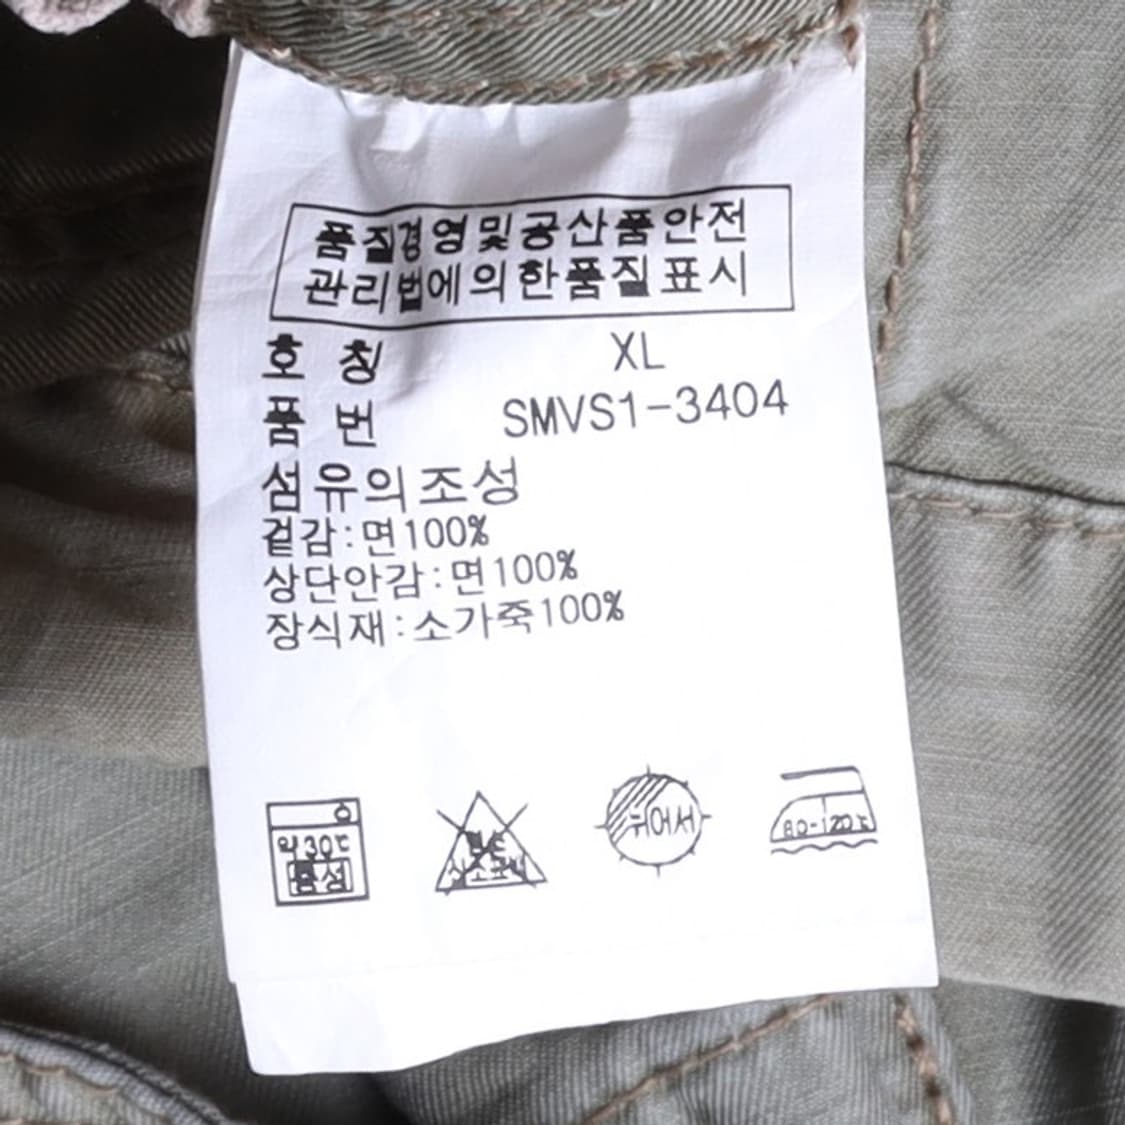 품질경영및공산품안전
관리법에의한품질표시
호 칭 XL
품 번 SMVS1-3404
섬유의조성
겉감:면100%
상단안감:면100%
장식재:소가죽100%
약30℃
중성
뉘어서
80-120℃